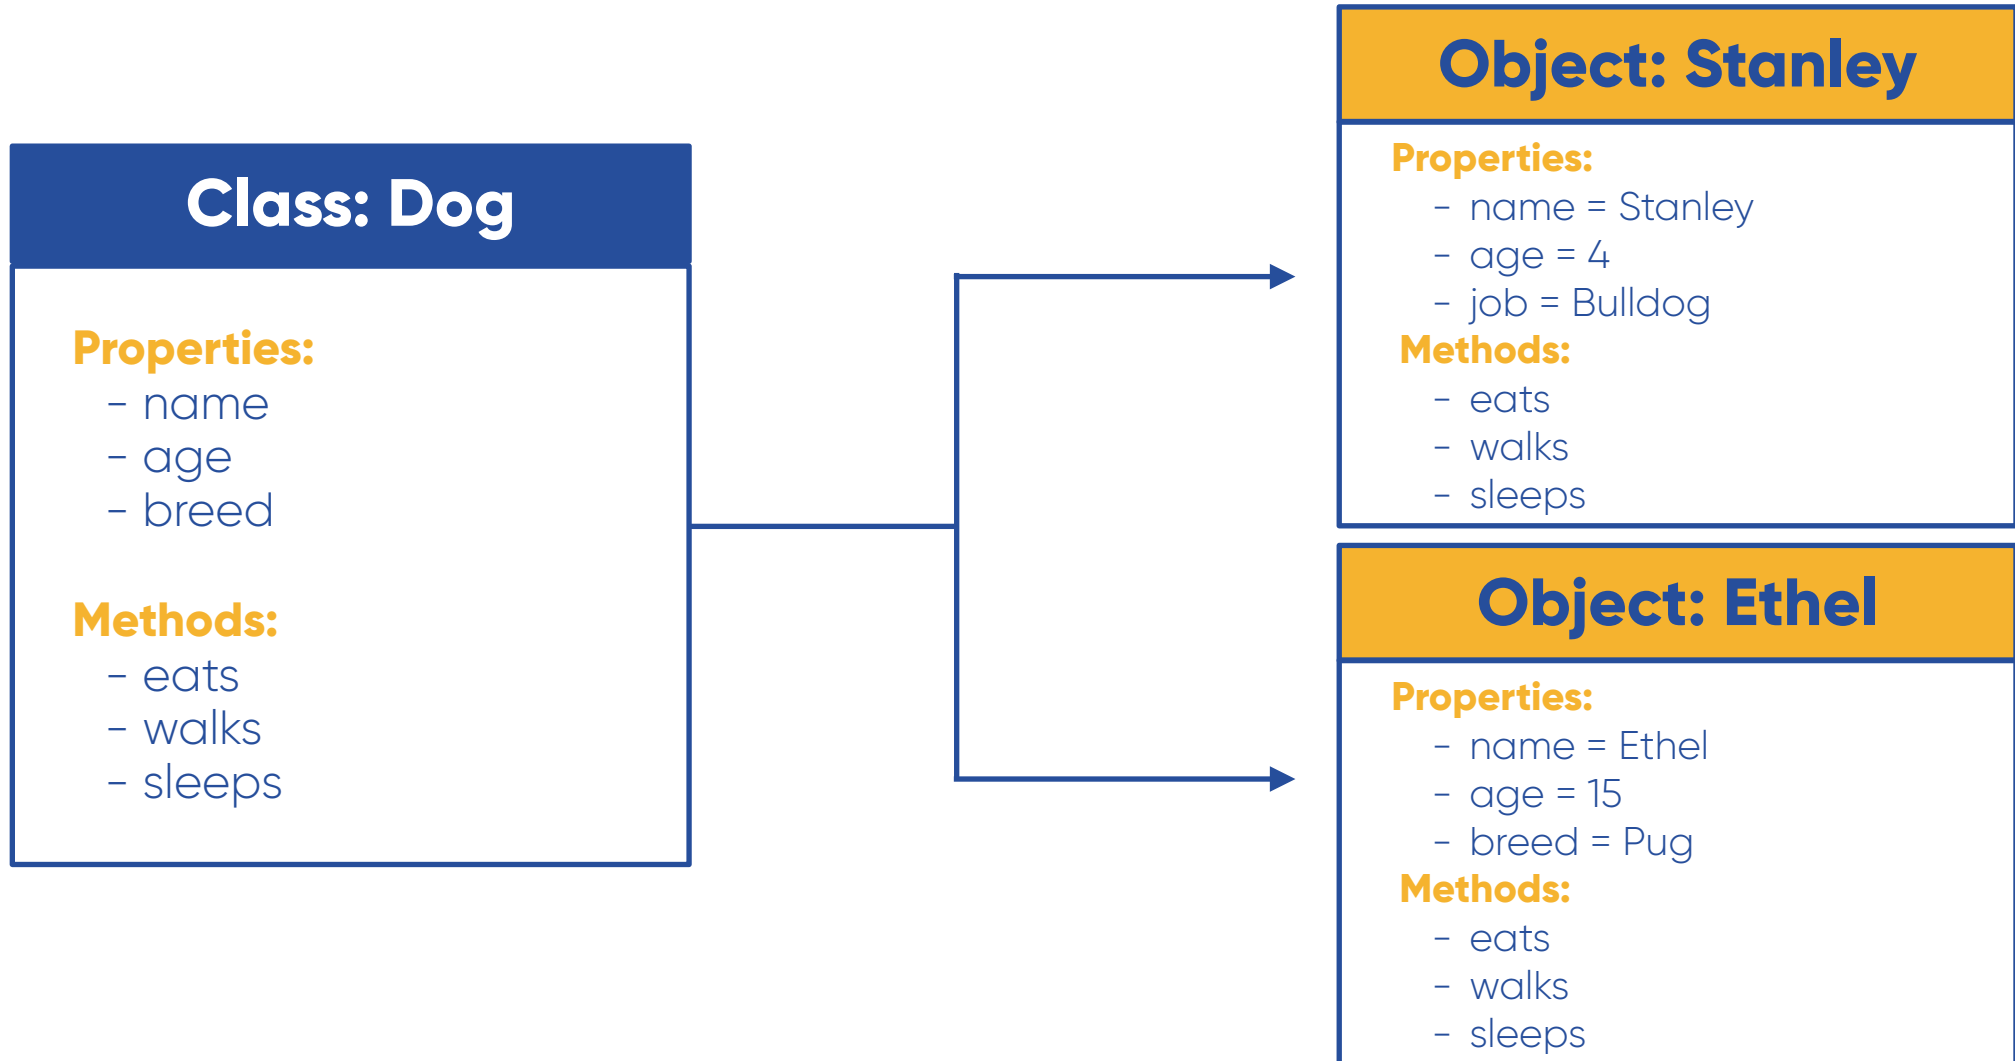 Class: Dog
Properties:
- name
- age
- breed
Methods:
- eats
- walks
- sleeps
Object: Stanley
Properties:
- name = Stanley
- age = 4
- job = Bulldog
Methods:
- eats
- walks
- sleeps
Object: Ethel
Properties:
- name = Ethel
- age = 15
- breed = Pug
Methods:
- eats
- walks
- sleeps